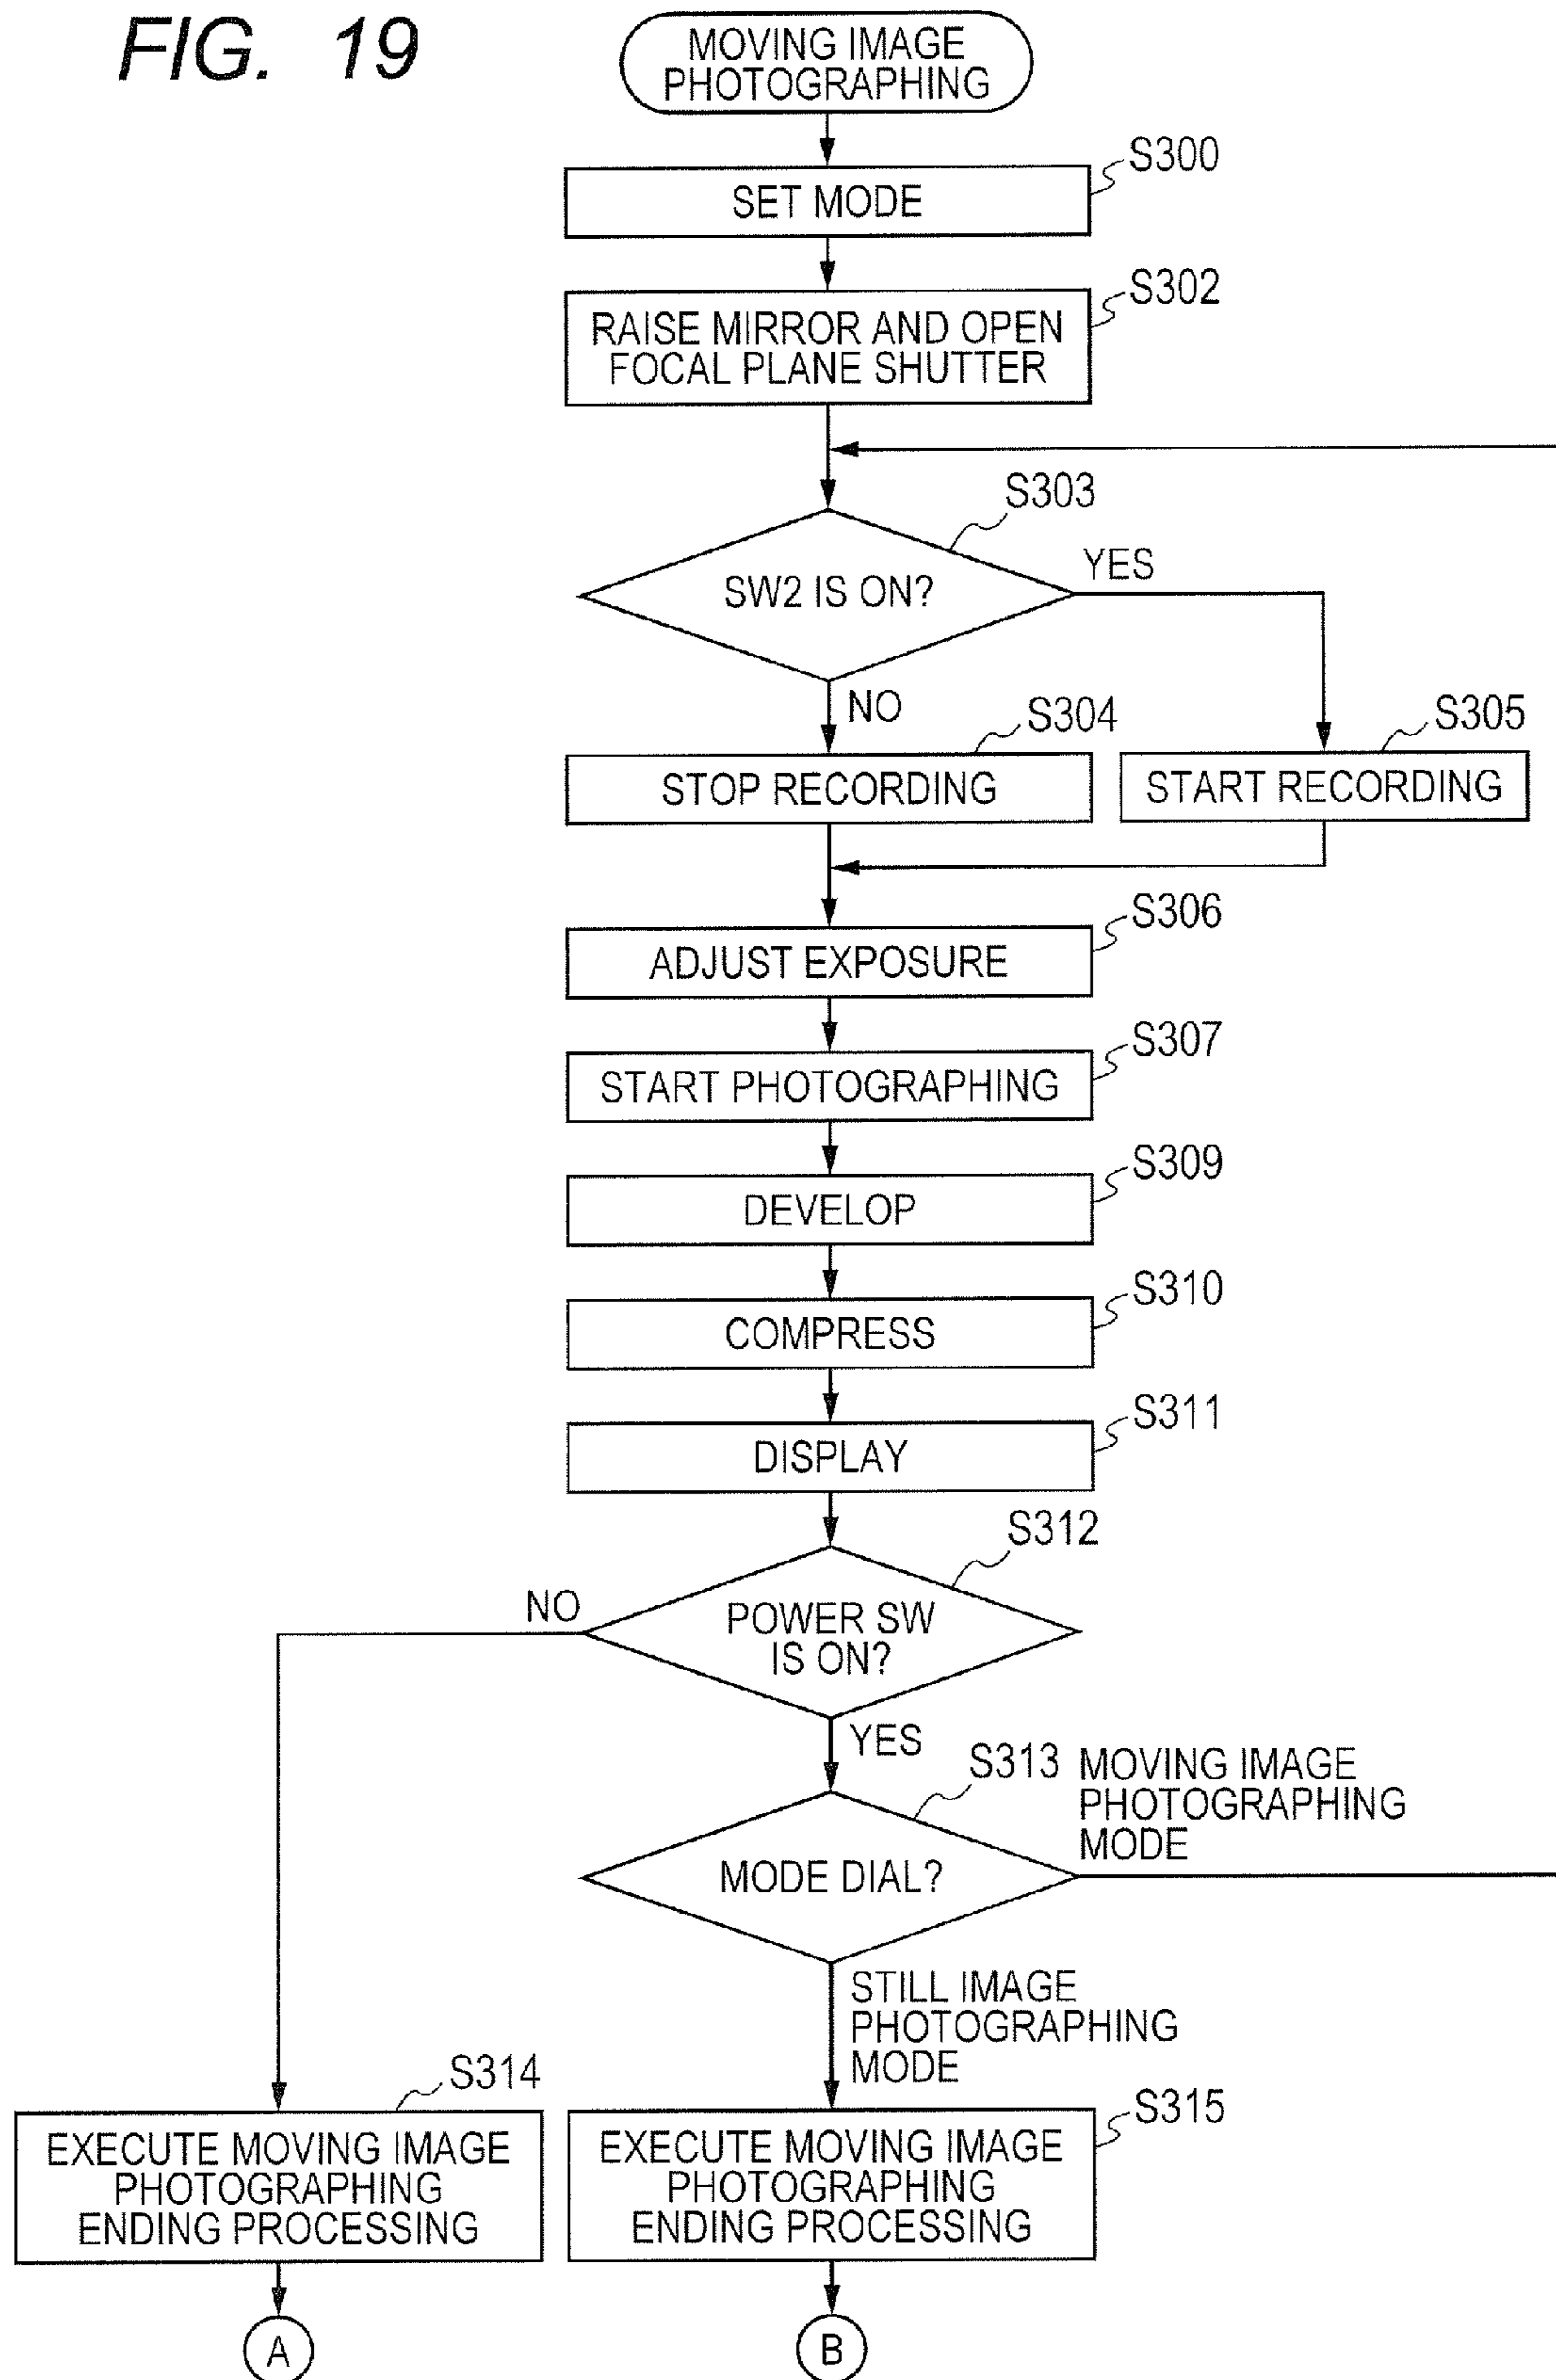 FIG. 19
MOVING IMAGE
PHOTOGRAPHING
S300
SET MODE
S302
RAISE MIRROR AND OPEN
FOCAL PLANE SHUTTER
S303
SW2 IS ON?
YES
NO
S304
STOP RECORDING
S305
START RECORDING
S306
ADJUST EXPOSURE
S307
START PHOTOGRAPHING
S309
DEVELOP
S310
COMPRESS
S311
DISPLAY
S312
POWER SW
IS ON?
NO
YES
S313
MODE DIAL?
MOVING IMAGE
PHOTOGRAPHING
MODE
STILL IMAGE
PHOTOGRAPHING
MODE
S314
EXECUTE MOVING IMAGE
PHOTOGRAPHING
ENDING PROCESSING
S315
EXECUTE MOVING IMAGE
PHOTOGRAPHING
ENDING PROCESSING
A
B